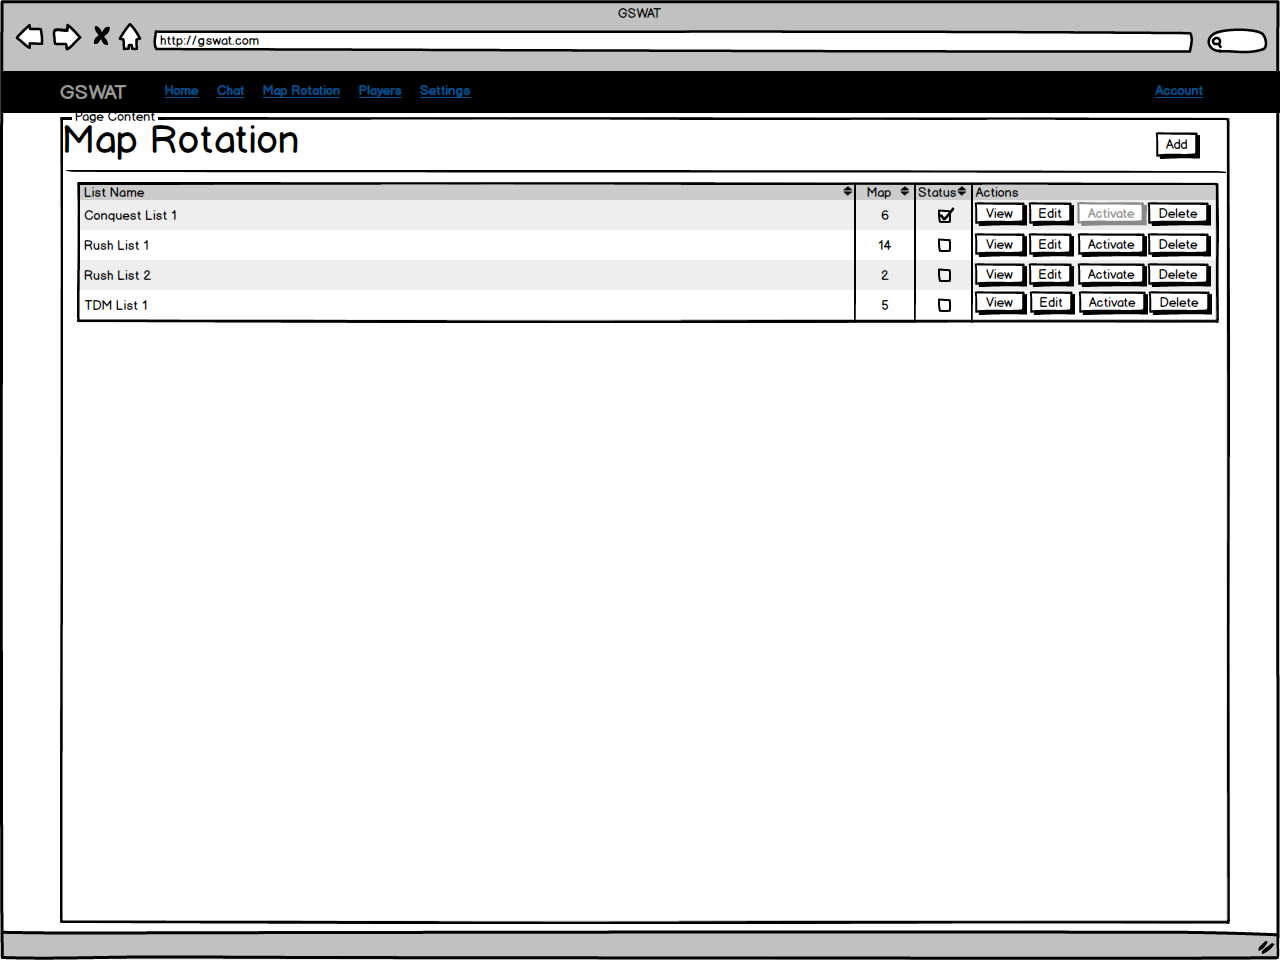 GSWAT
http://gswat.com
GSWAT Home Chat Map Rotation Players Settings Account
Page Content
Map Rotation
Add
List Name Map Status Actions
Conquest List 1 6 View Edit Activate Delete
Rush List 1 14 View Edit Activate Delete
Rush List 2 2 View Edit Activate Delete
TDM List 1 5 View Edit Activate Delete